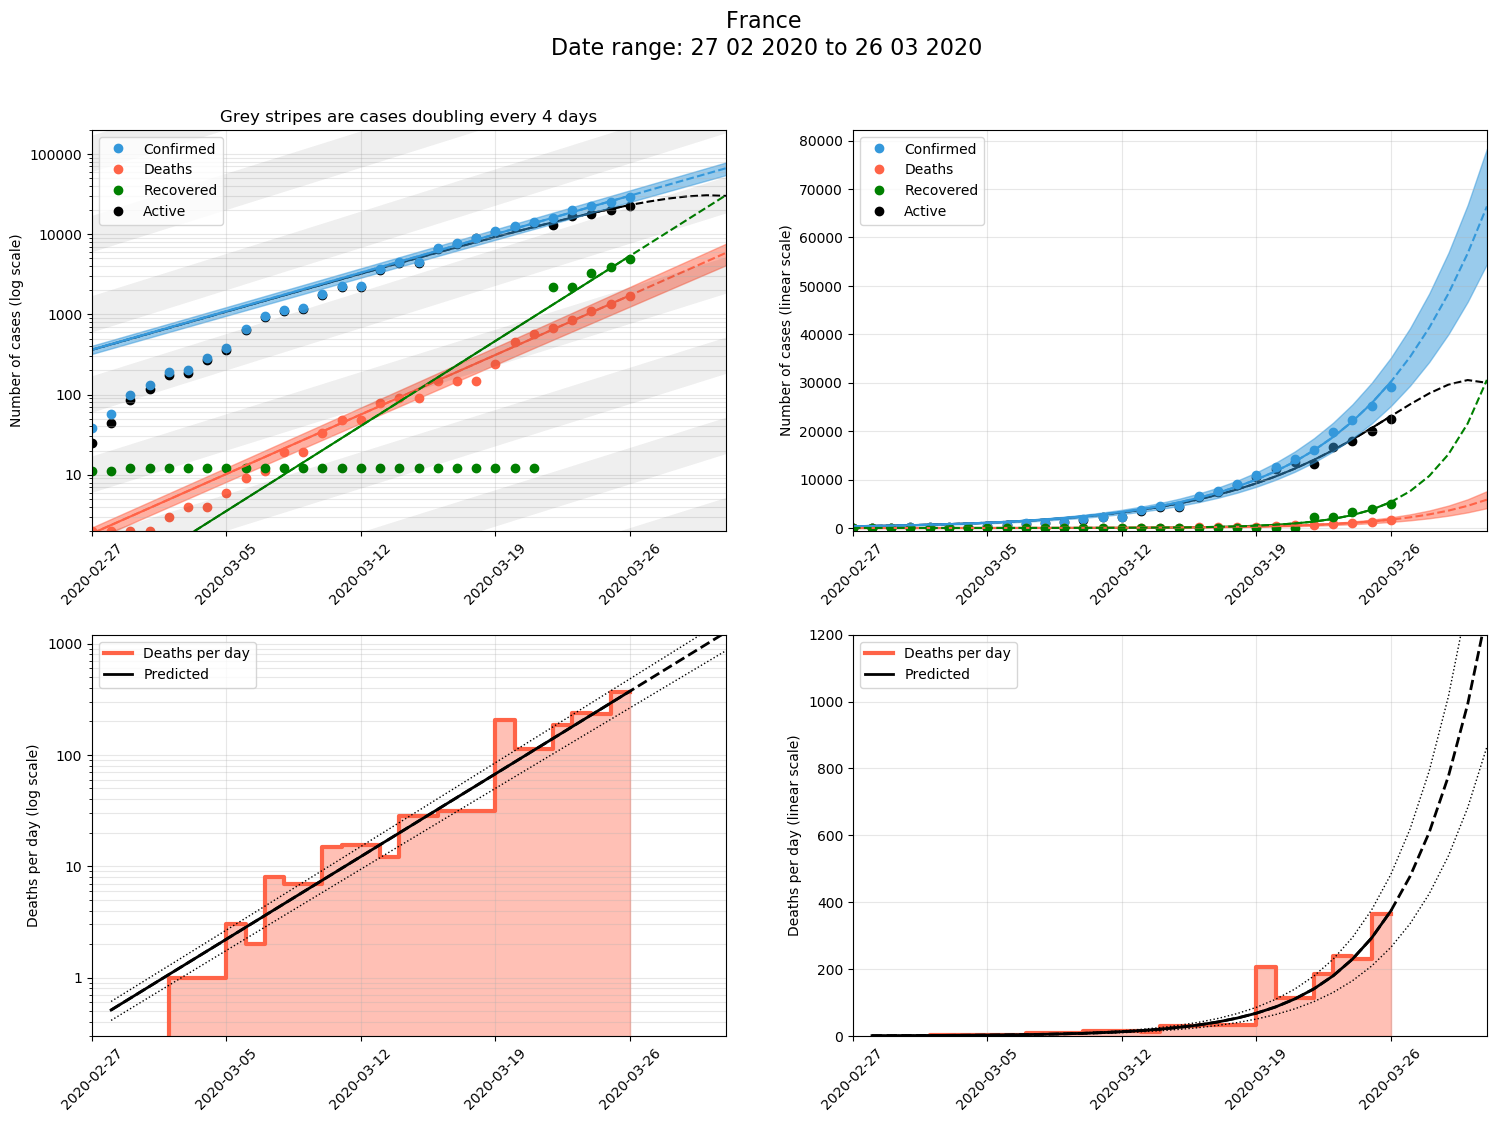 France
Date range: 27 02 2020 to 26 03 2020
Grey stripes are cases doubling every 4 days
Number of cases (log scale)
100000
10000
1000
100
10
Confirmed
Deaths
Recovered
Active
2020-02-27
2020-03-05
2020-03-12
2020-03-19
2020-03-26
Number of cases (linear scale)
80000
70000
60000
50000
40000
30000
20000
10000
0
Confirmed
Deaths
Recovered
Active
2020-02-27
2020-03-05
2020-03-12
2020-03-19
2020-03-26
Deaths per day (log scale)
1000
100
10
1
Deaths per day
Predicted
2020-02-27
2020-03-05
2020-03-12
2020-03-19
2020-03-26
Deaths per day (linear scale)
1200
1000
800
600
400
200
0
Deaths per day
Predicted
2020-02-27
2020-03-05
2020-03-12
2020-03-19
2020-03-26